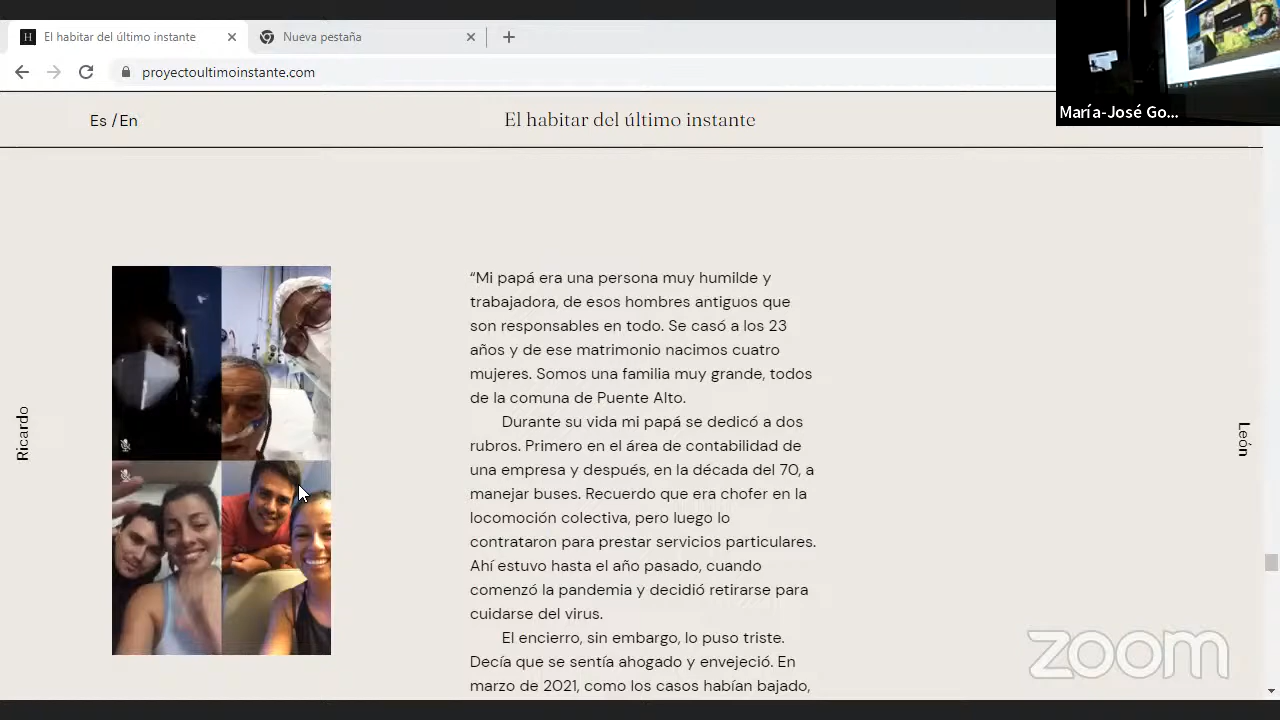 El habitar del último instante
Nueva pestaña
proyectoultimoinstante.com
María-José Go...
Es / En
El habitar del último instante
Ricardo
León
“Mi papá era una persona muy humilde y
trabajadora, de esos hombres antiguos que
son responsables en todo. Se casó a los 23
años y de ese matrimonio nacimos cuatro
mujeres. Somos una familia muy grande, todos
de la comuna de Puente Alto.
Durante su vida mi papá se dedicó a dos
rubros. Primero en el área de contabilidad de
una empresa y después, en la década del 70, a
manejar buses. Recuerdo que era chofer en la
locomoción colectiva, pero luego lo
contrataron para prestar servicios particulares.
Ahí estuvo hasta el año pasado, cuando
comenzó la pandemia y decidió retirarse para
cuidarse del virus.
El encierro, sin embargo, lo puso triste.
Decía que se sentía ahogado y envejeció. En
marzo de 2021, como los casos habían bajado,
zoom